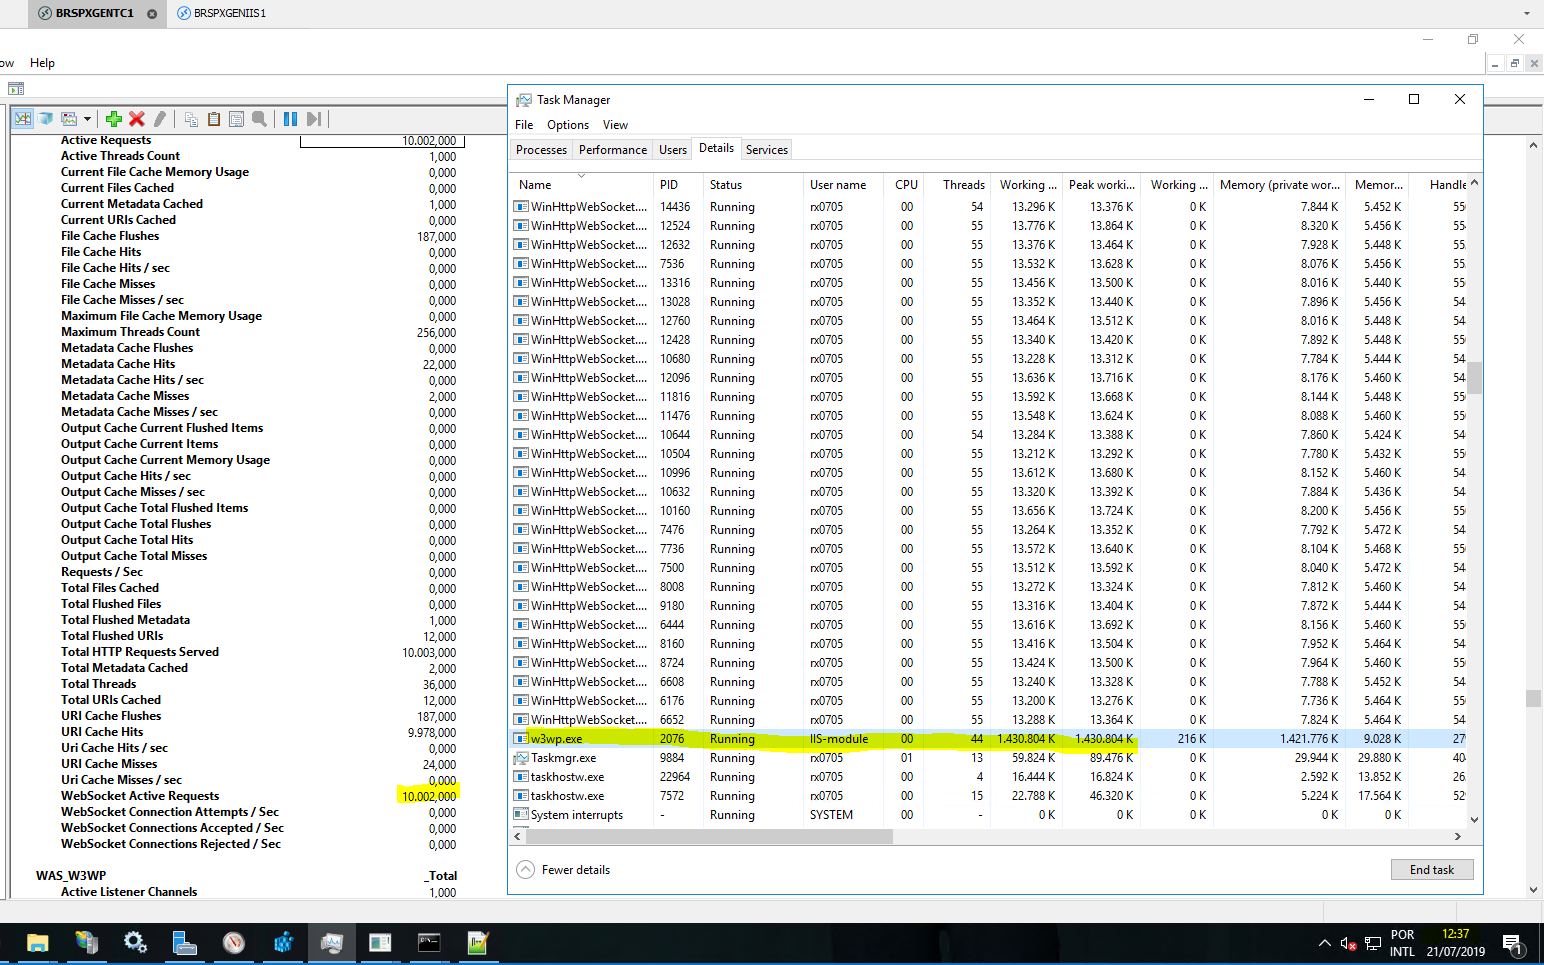 BRSPXGENTC1
BRSPXGENIIS1
ow Help
Active Requests 10.002,000
Active Threads Count 1,000
Current File Cache Memory Usage 0,000
Current Files Cached 0,000
Current Metadata Cached 1,000
Current URIs Cached 0,000
File Cache Flushes 187,000
File Cache Hits 0,000
File Cache Hits / sec 0,000
File Cache Misses 0,000
File Cache Misses / sec 0,000
Maximum File Cache Memory Usage 0,000
Maximum Threads Count 256,000
Metadata Cache Flushes 0,000
Metadata Cache Hits 22,000
Metadata Cache Hits / sec 0,000
Metadata Cache Misses 2,000
Metadata Cache Misses / sec 0,000
Output Cache Current Flushed Items 0,000
Output Cache Current Items 0,000
Output Cache Current Memory Usage 0,000
Output Cache Hits / sec 0,000
Output Cache Misses / sec 0,000
Output Cache Total Flushed Items 0,000
Output Cache Total Flushes 0,000
Output Cache Total Hits 0,000
Output Cache Total Misses 0,000
Requests / Sec 0,000
Total Files Cached 0,000
Total Flushed Files 0,000
Total Flushed Metadata 1,000
Total Flushed URIs 12,000
Total HTTP Requests Served 10.003,000
Total Metadata Cached 2,000
Total Threads 36,000
Total URIs Cached 12,000
URI Cache Flushes 187,000
URI Cache Hits 9.978,000
Uri Cache Hits / sec 0,000
URI Cache Misses 24,000
Uri Cache Misses / sec 0,000
WebSocket Active Requests 10.002,000
WebSocket Connection Attempts / Sec 0,000
WebSocket Connections Accepted / Sec 0,000
WebSocket Connections Rejected / Sec 0,000
WAS_W3WP _Total
Active Listener Channels 1,000
Task Manager
File Options View
Processes Performance Users Details Services
Name PID Status User name CPU Threads Working ... Peak worki... Working ... Memory (private wor... Memor... Handle
WinHttpWebSocket.... 14436 Running rx0705 00 54 13.296 K 13.376 K 0 K 7.844 K 5.452 K 55
WinHttpWebSocket.... 12524 Running rx0705 00 55 13.776 K 13.864 K 0 K 8.320 K 5.456 K 55
WinHttpWebSocket.... 12632 Running rx0705 00 55 13.376 K 13.464 K 0 K 7.928 K 5.448 K 55
WinHttpWebSocket.... 7536 Running rx0705 00 55 13.532 K 13.628 K 0 K 8.076 K 5.456 K 55
WinHttpWebSocket.... 13316 Running rx0705 00 55 13.456 K 13.500 K 0 K 8.016 K 5.440 K 55
WinHttpWebSocket.... 13028 Running rx0705 00 55 13.352 K 13.440 K 0 K 7.896 K 5.456 K 54
WinHttpWebSocket.... 12760 Running rx0705 00 55 13.464 K 13.512 K 0 K 8.016 K 5.448 K 55
WinHttpWebSocket.... 12428 Running rx0705 00 55 13.340 K 13.420 K 0 K 7.892 K 5.448 K 55
WinHttpWebSocket.... 10680 Running rx0705 00 55 13.228 K 13.312 K 0 K 7.784 K 5.444 K 54
WinHttpWebSocket.... 12096 Running rx0705 00 55 13.636 K 13.716 K 0 K 8.176 K 5.460 K 54
WinHttpWebSocket.... 11816 Running rx0705 00 55 13.592 K 13.668 K 0 K 8.144 K 5.448 K 55
WinHttpWebSocket.... 11476 Running rx0705 00 55 13.548 K 13.624 K 0 K 8.088 K 5.460 K 55
WinHttpWebSocket.... 10644 Running rx0705 00 54 13.284 K 13.388 K 0 K 7.860 K 5.424 K 54
WinHttpWebSocket.... 10504 Running rx0705 00 55 13.212 K 13.292 K 0 K 7.780 K 5.432 K 55
WinHttpWebSocket.... 10996 Running rx0705 00 55 13.612 K 13.680 K 0 K 8.152 K 5.460 K 54
WinHttpWebSocket.... 10632 Running rx0705 00 55 13.320 K 13.392 K 0 K 7.884 K 5.436 K 54
WinHttpWebSocket.... 10160 Running rx0705 00 55 13.656 K 13.724 K 0 K 8.200 K 5.456 K 55
WinHttpWebSocket.... 7476 Running rx0705 00 55 13.264 K 13.352 K 0 K 7.792 K 5.472 K 54
WinHttpWebSocket.... 7736 Running rx0705 00 55 13.572 K 13.640 K 0 K 8.104 K 5.468 K 55
WinHttpWebSocket.... 7500 Running rx0705 00 55 13.512 K 13.592 K 0 K 8.040 K 5.472 K 55
WinHttpWebSocket.... 8008 Running rx0705 00 55 13.272 K 13.324 K 0 K 7.812 K 5.460 K 54
WinHttpWebSocket.... 9180 Running rx0705 00 55 13.316 K 13.404 K 0 K 7.872 K 5.444 K 54
WinHttpWebSocket.... 6444 Running rx0705 00 55 13.616 K 13.692 K 0 K 8.156 K 5.460 K 54
WinHttpWebSocket.... 8160 Running rx0705 00 55 13.416 K 13.504 K 0 K 7.952 K 5.464 K 54
WinHttpWebSocket.... 8724 Running rx0705 00 55 13.424 K 13.500 K 0 K 7.964 K 5.460 K 55
WinHttpWebSocket.... 6608 Running rx0705 00 55 13.240 K 13.328 K 0 K 7.788 K 5.452 K 54
WinHttpWebSocket.... 6176 Running rx0705 00 55 13.200 K 13.276 K 0 K 7.736 K 5.464 K 55
WinHttpWebSocket.... 6652 Running rx0705 00 55 13.288 K 13.364 K 0 K 7.824 K 5.464 K 54
w3wp.exe 2076 Running IIS-module 00 44 1.430.804 K 1.430.804 K 216 K 1.421.776 K 9.028 K 27
Taskmgr.exe 9884 Running rx0705 01 13 59.824 K 89.476 K 0 K 29.944 K 29.880 K 40
taskhostw.exe 22964 Running rx0705 00 4 16.444 K 16.824 K 0 K 2.592 K 13.852 K 26
taskhostw.exe 7572 Running rx0705 00 15 22.788 K 46.320 K 0 K 5.224 K 17.564 K 52
System interrupts - Running SYSTEM 00 - 0 K 0 K 0 K 0 K 0 K
Fewer details
End task
POR 12:37
INTL 21/07/2019
1